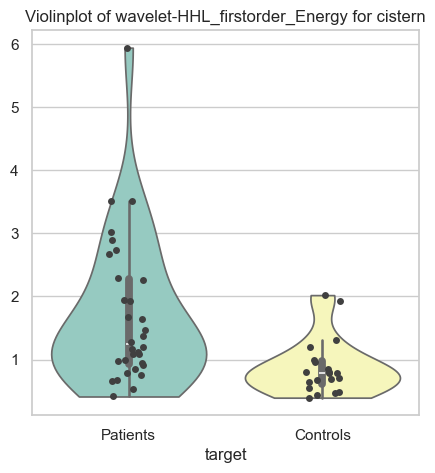 Violinplot of wavelet-HHL_firstorder_Energy for cistern
6
5
4
3
2
1
Patients
Controls
target